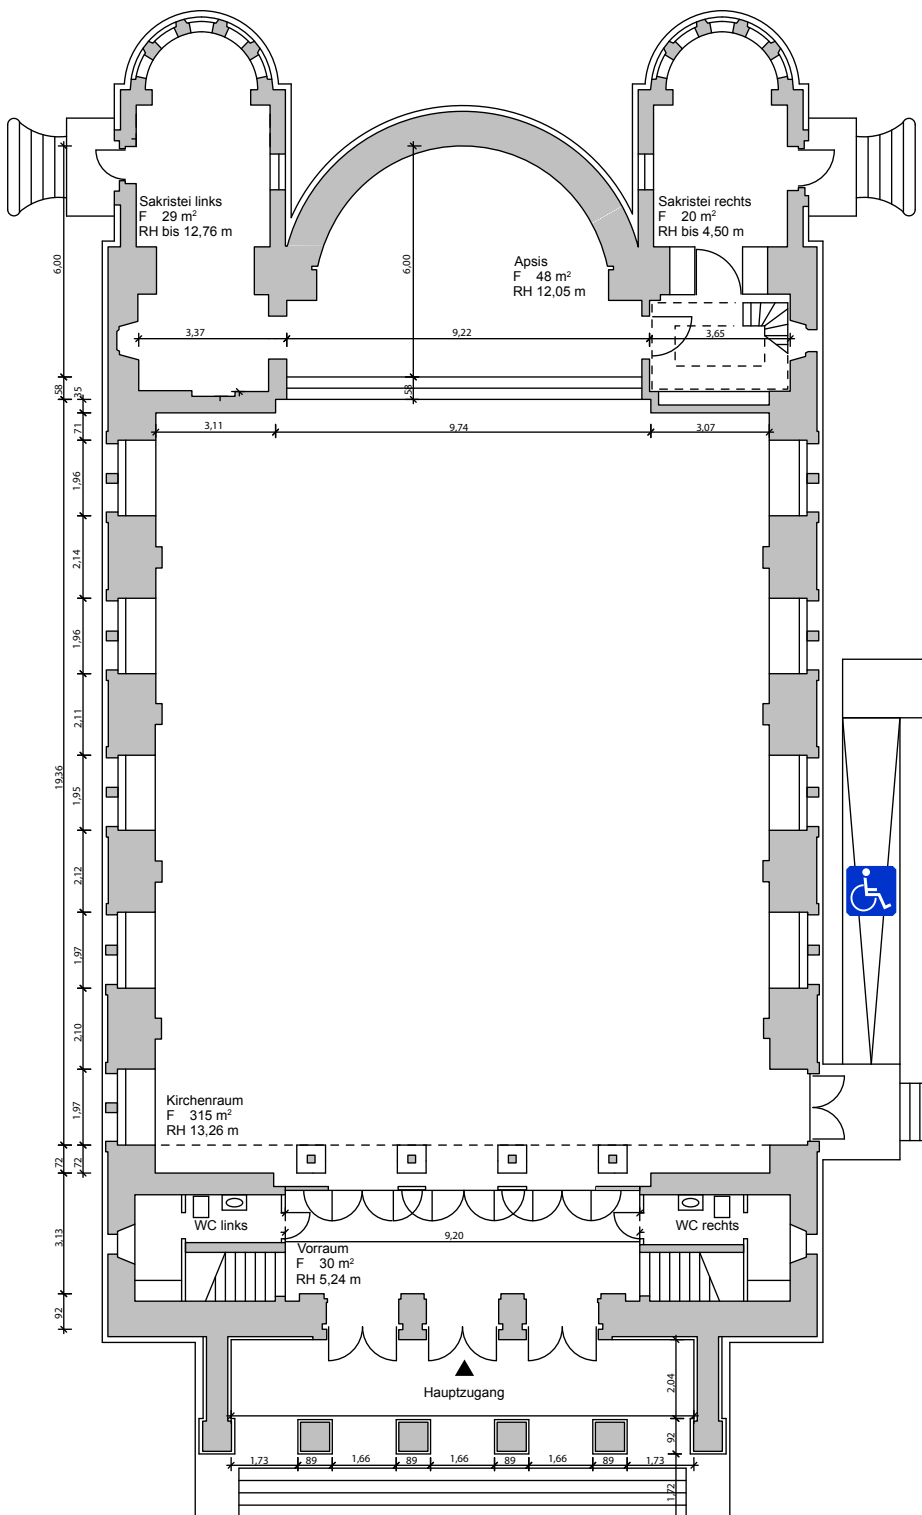 Sakristei links
F 29 m²
RH bis 12,76 m
Sakristei rechts
F 20 m²
RH bis 4,50 m
Apsis
F 48 m²
RH 12,05 m
6,00
6,00
3,37
9,22
3,65
58
35
58
71
3,11
9,74
3,07
1,96
2,14
1,96
2,11
1,95
19,36
2,12
1,97
2,10
1,97
Kirchenraum
F 315 m²
RH 13,26 m
72
72
WC links
WC rechts
3,13
9,20
Vorraum
F 30 m²
RH 5,24 m
92
Hauptzugang
2,04
92
1,73
89
1,66
89
1,66
89
1,66
89
1,73
1,72